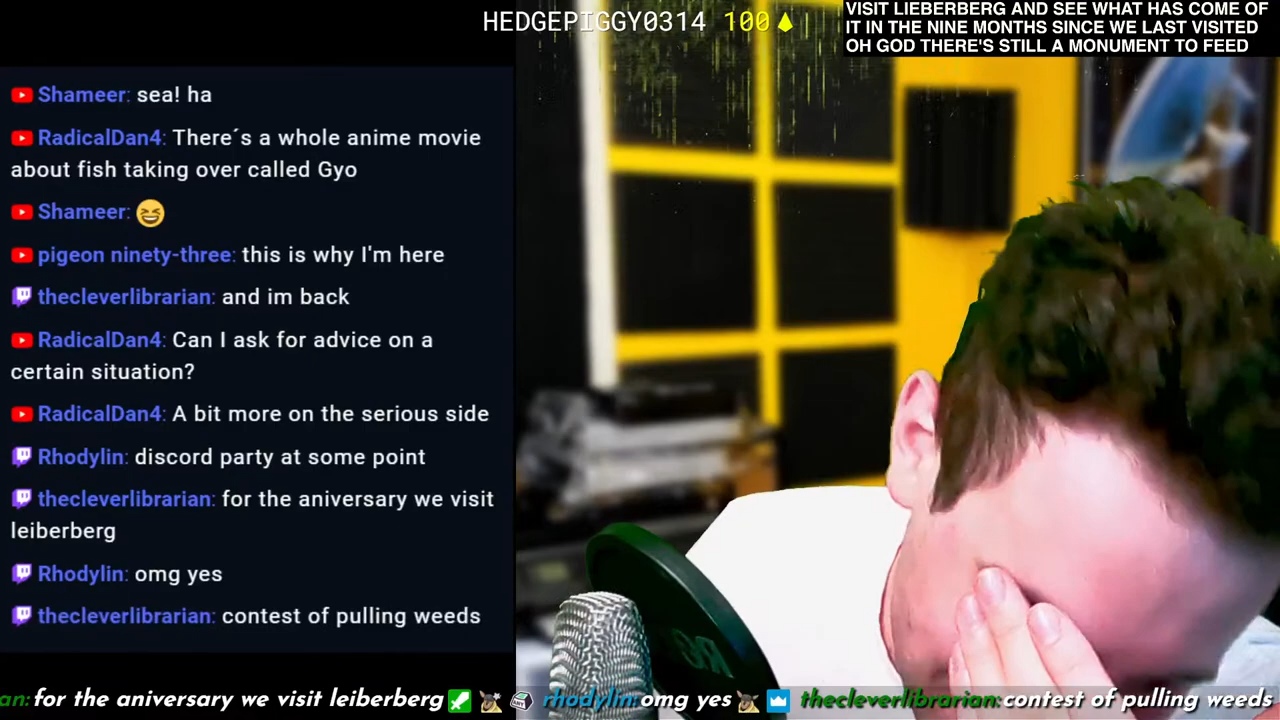 HEDGEPIGGY0314 100
VISIT LIEBERBERG AND SEE WHAT HAS COME OF
IT IN THE NINE MONTHS SINCE WE LAST VISITED
OH GOD THERE'S STILL A MONUMENT TO FEED
Shameer: sea! ha
RadicalDan4: There´s a whole anime movie
about fish taking over called Gyo
Shameer: 😆
pigeon ninety-three: this is why I'm here
thecleverlibrarian: and im back
RadicalDan4: Can I ask for advice on a
certain situation?
RadicalDan4: A bit more on the serious side
Rhodylin: discord party at some point
thecleverlibrarian: for the aniversary we visit
leiberberg
Rhodylin: omg yes
thecleverlibrarian: contest of pulling weeds
an: for the aniversary we visit leiberberg rhodylin: omg yes thecleverlibrarian: contest of pulling weeds